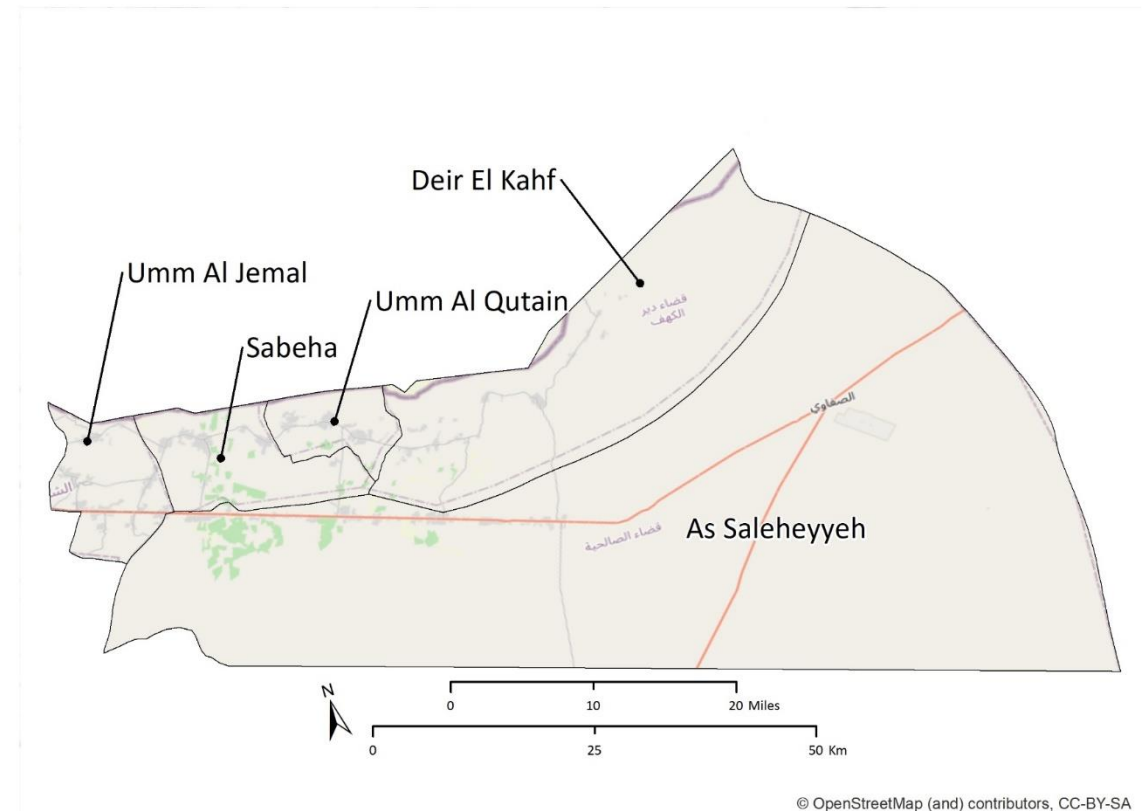 Deir El Kahf
Umm Al Jemal
Umm Al Qutain
Sabeha
قضاء دير
الكهف
الصفاوي
الش
As Saleheyyeh
قضاء الصالحية
N
0 10 20 Miles
0 25 50 Km
© OpenStreetMap (and) contributors, CC-BY-SA